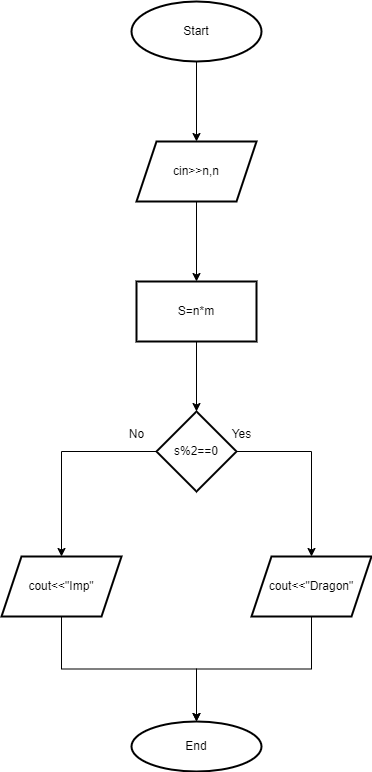 Start
cin>>n,n
S=n*m
No
Yes
s%2==0
cout<<"Imp"
cout<<"Dragon"
End